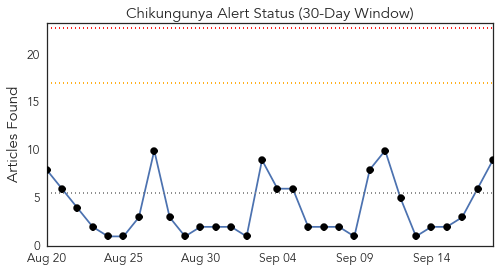 Chikungunya Alert Status (30-Day Window)
Articles Found
20
15
10
5
0
Aug 20
Aug 25
Aug 30
Sep 04
Sep 09
Sep 14